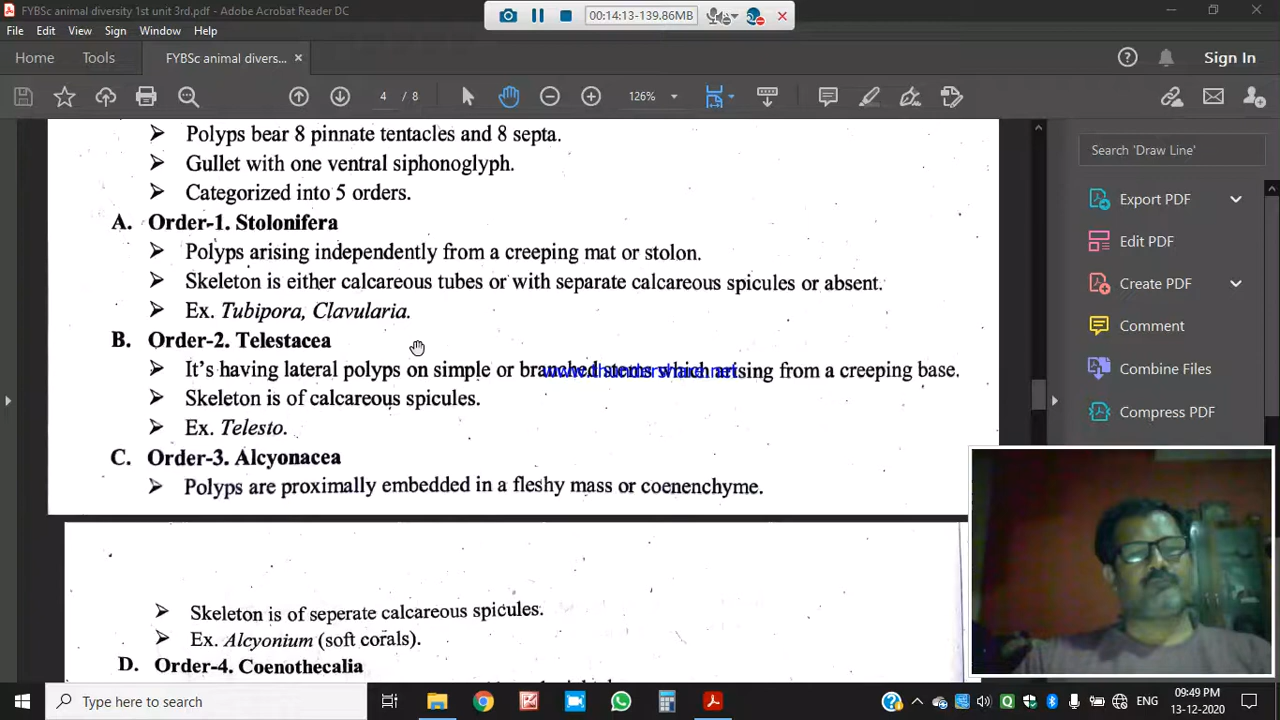 FYBSc animal diversity 1st unit 3rd.pdf - Adobe Acrobat Reader DC
00:14:13-139.86MB
File Edit View Sign Window Help
Home Tools FYBSc animal divers... × Sign In
4 / 8 126%
Polyps bear 8 pinnate tentacles and 8 septa.
Gullet with one ventral siphonoglyph.
Categorized into 5 orders.
A. Order-1. Stolonifera
Polyps arising independently from a creeping mat or stolon.
Skeleton is either calcareous tubes or with separate calcareous spicules or absent.
Ex. Tubipora, Clavularia.
B. Order-2. Telestacea
It's having lateral polyps on simple or branched stems which arising from a creeping base.
Skeleton is of calcareous spicules.
Ex. Telesto.
C. Order-3. Alcyonacea
Polyps are proximally embedded in a fleshy mass or coenenchyme.
Skeleton is of seperate calcareous spicules.
Ex. Alcyonium (soft corals).
D. Order-4. Coenothecalia
Search 'Draw Line'
Export PDF
Edit PDF
Create PDF
Comment
Combine Files
Compress PDF
Type here to search
ENG
09:49 PM
13-12-2020